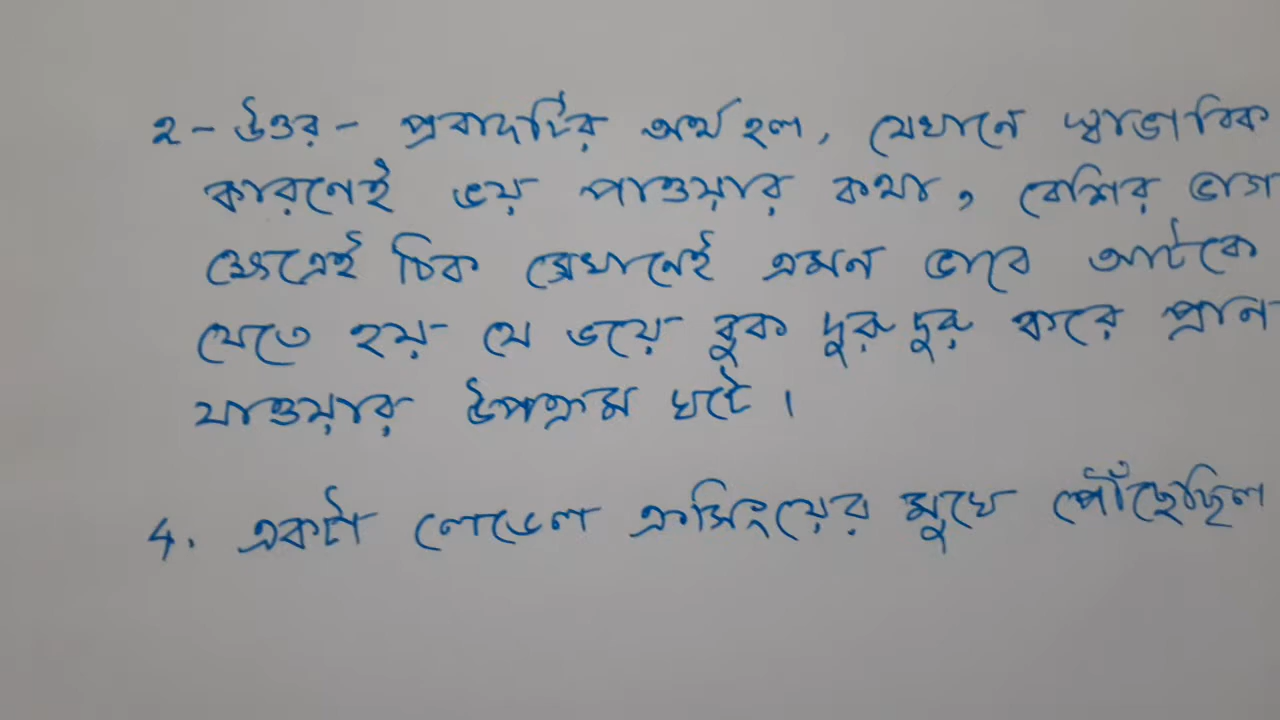 ২ - উত্তর - প্রবাদটির অর্থ হল, যেখানে স্বাভাবিক
কারনেই ভয় পাওয়ার কথা, বেশির ভাগ
ক্ষেত্রেই ঠিক সেখানেই এমন ভাবে আটকে
যেতে হয় যে ভয়ে বুক দুরু দুরু করে প্রান
যাওয়ার উপক্রম ঘটে।
4. একটা লেভেল ক্রসিংয়ের মুখে পৌঁছেছিল